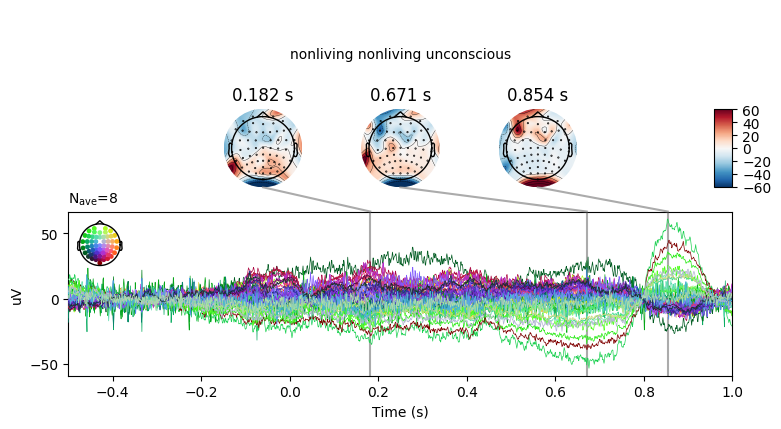 nonliving nonliving unconscious
0.182 s 0.671 s 0.854 s
60
40
20
0
−20
−40
−60
Nave=8
50
0
−50
uV
−0.4 −0.2 0.0 0.2 0.4 0.6 0.8 1.0
Time (s)